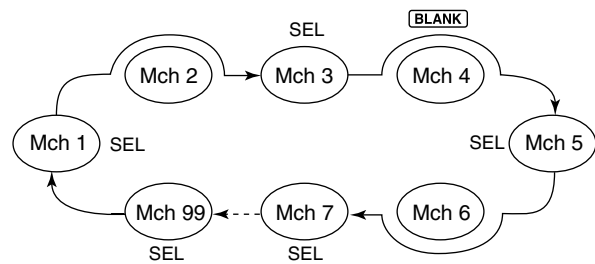 BLANK
SEL
Mch 2
Mch 3
Mch 4
Mch 1
SEL
SEL
Mch 5
Mch 99
Mch 7
Mch 6
SEL
SEL